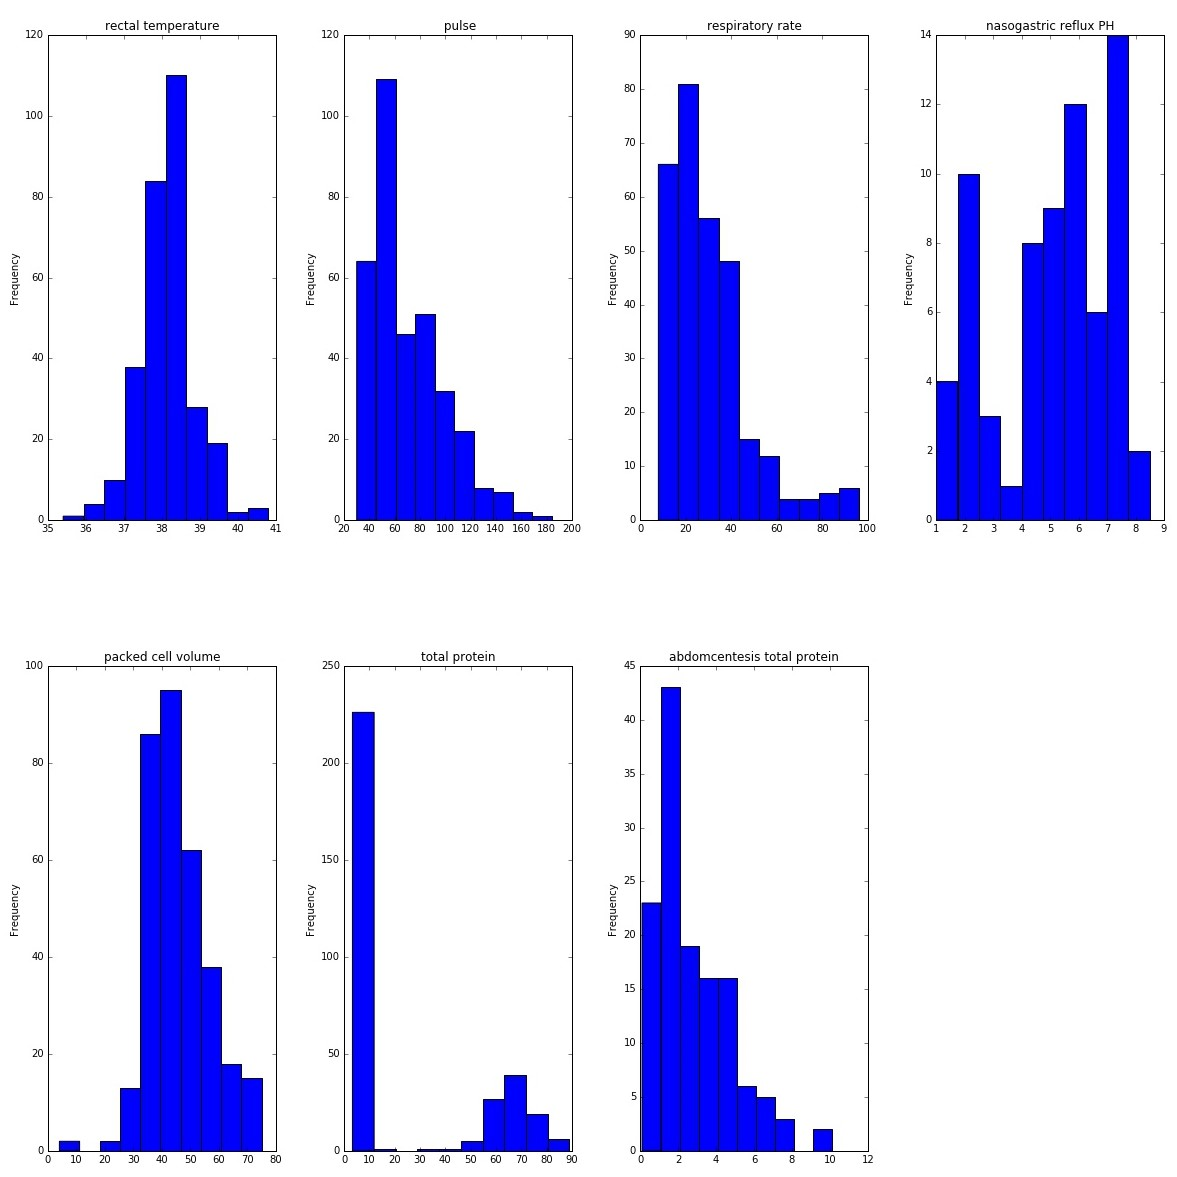 rectal temperature
120
100
80
60
40
20
0
Frequency
35 36 37 38 39 40 41
pulse
120
100
80
60
40
20
0
Frequency
20 40 60 80 100 120 140 160 180 200
respiratory rate
90
80
70
60
50
40
30
20
10
0
Frequency
0 20 40 60 80 100
nasogastric reflux PH
14
12
10
8
6
4
2
0
Frequency
1 2 3 4 5 6 7 8 9
packed cell volume
100
80
60
40
20
0
Frequency
0 10 20 30 40 50 60 70 80
total protein
250
200
150
100
50
0
Frequency
0 10 20 30 40 50 60 70 80 90
abdomcentesis total protein
45
40
35
30
25
20
15
10
5
0
Frequency
0 2 4 6 8 10 12